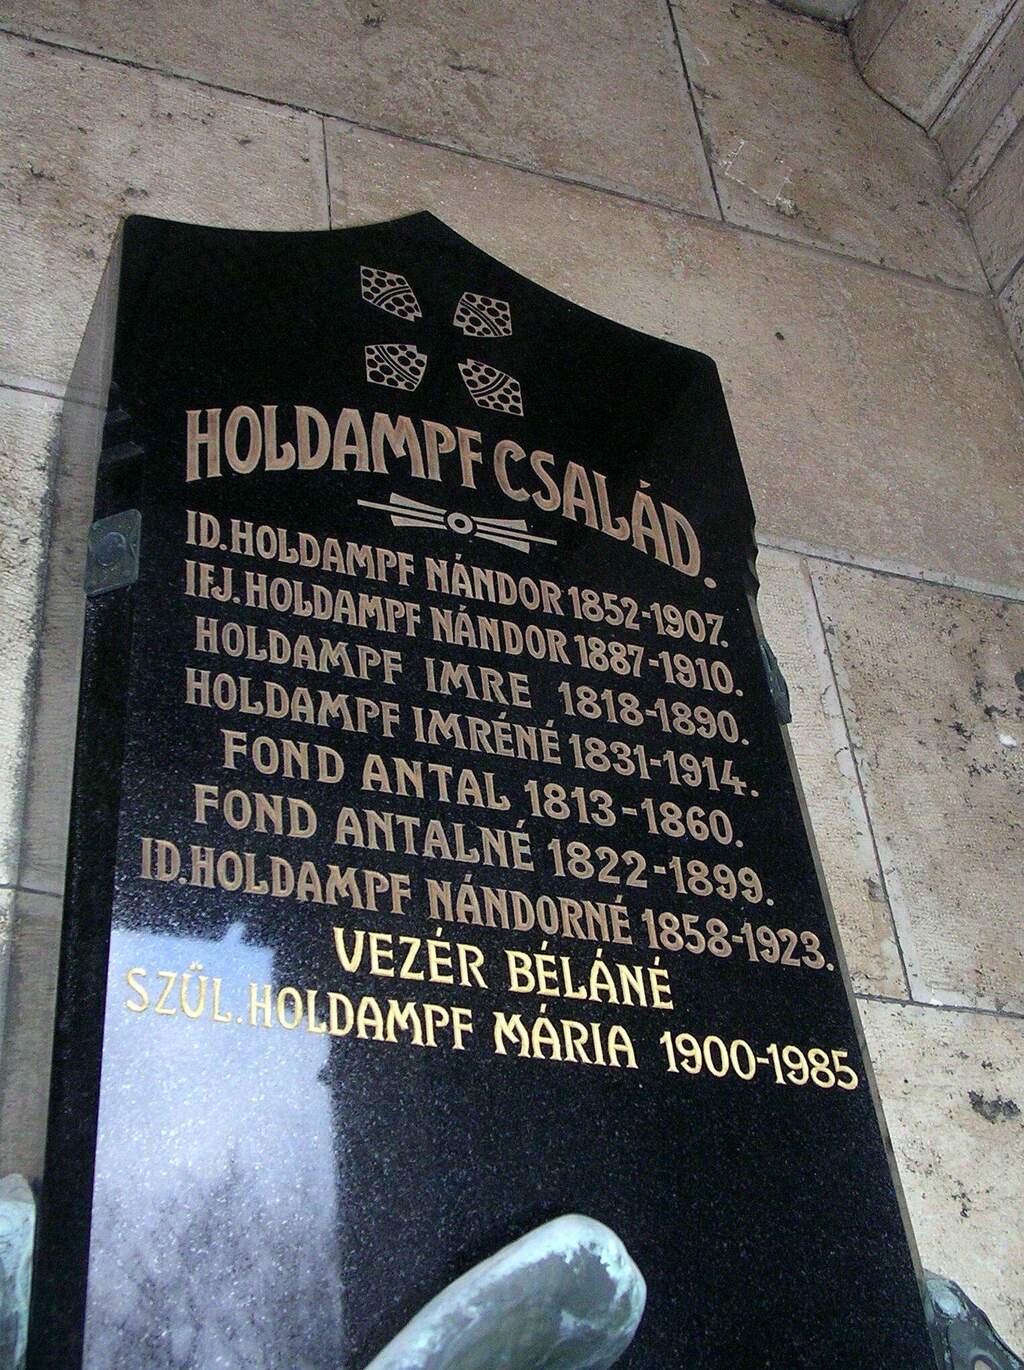 HOLDAMPF CSALÁD.
ID. HOLDAMPF NÁNDOR 1852-1907.
IFJ. HOLDAMPF NÁNDOR 1887-1910.
HOLDAMPF IMRE 1818-1890.
HOLDAMPF IMRÉNÉ 1831-1914.
FOND ANTAL 1813-1860.
FOND ANTALNÉ 1822-1899.
ID. HOLDAMPF NÁNDORNÉ 1858-1923.
VEZÉR BÉLÁNÉ
SZÜL. HOLDAMPF MÁRIA 1900-1985